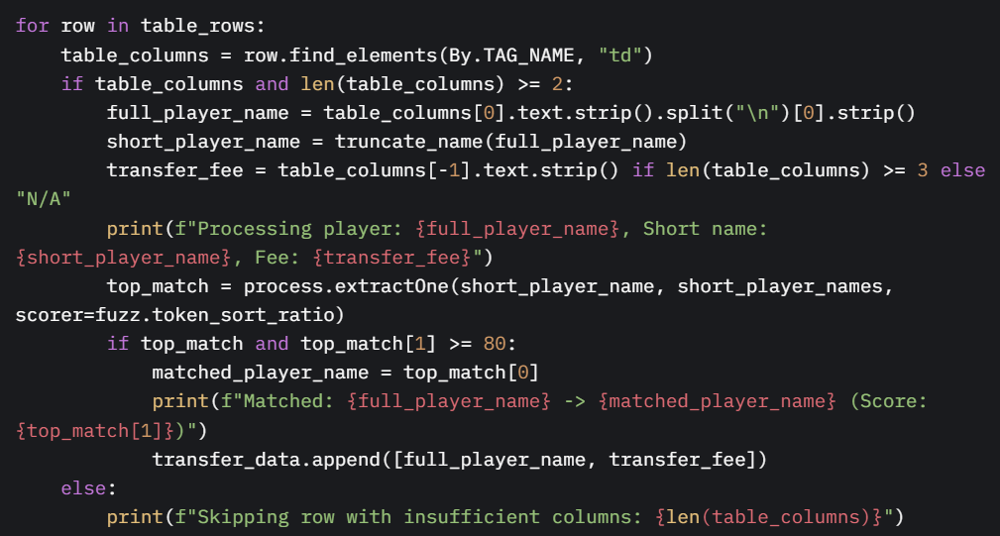 for row in table_rows:
    table_columns = row.find_elements(By.TAG_NAME, "td")
    if table_columns and len(table_columns) >= 2:
        full_player_name = table_columns[0].text.strip().split("\n")[0].strip()
        short_player_name = truncate_name(full_player_name)
        transfer_fee = table_columns[-1].text.strip() if len(table_columns) >= 3 else
"N/A"
        print(f"Processing player: {full_player_name}, Short name:
{short_player_name}, Fee: {transfer_fee}")
        top_match = process.extractOne(short_player_name, short_player_names,
scorer=fuzz.token_sort_ratio)
        if top_match and top_match[1] >= 80:
            matched_player_name = top_match[0]
            print(f"Matched: {full_player_name} -> {matched_player_name} (Score:
{top_match[1]})")
            transfer_data.append([full_player_name, transfer_fee])
    else:
        print(f"Skipping row with insufficient columns: {len(table_columns)}")